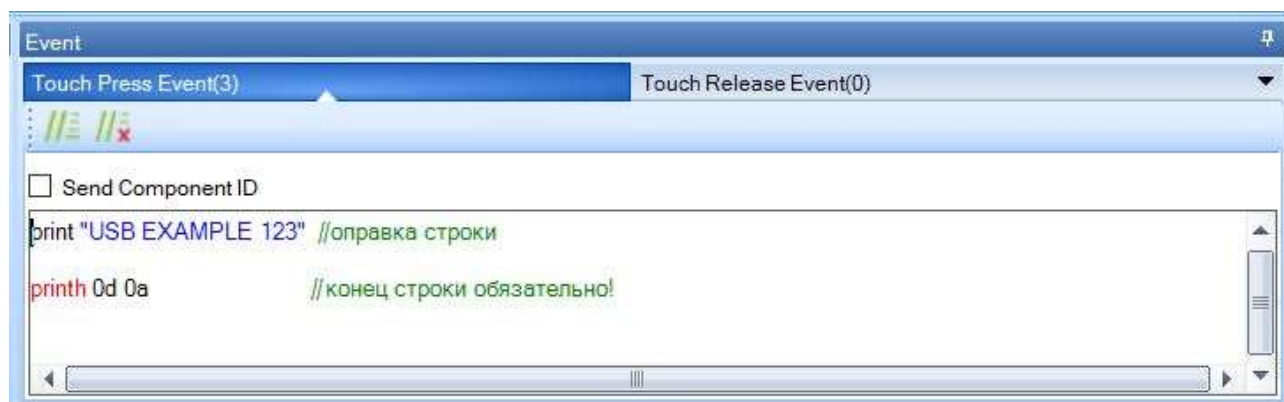 Event
Touch Press Event(3) Touch Release Event(0)
Send Component ID
print "USB EXAMPLE 123" //оправка строки
printh 0d 0a //конец строки обязательно!